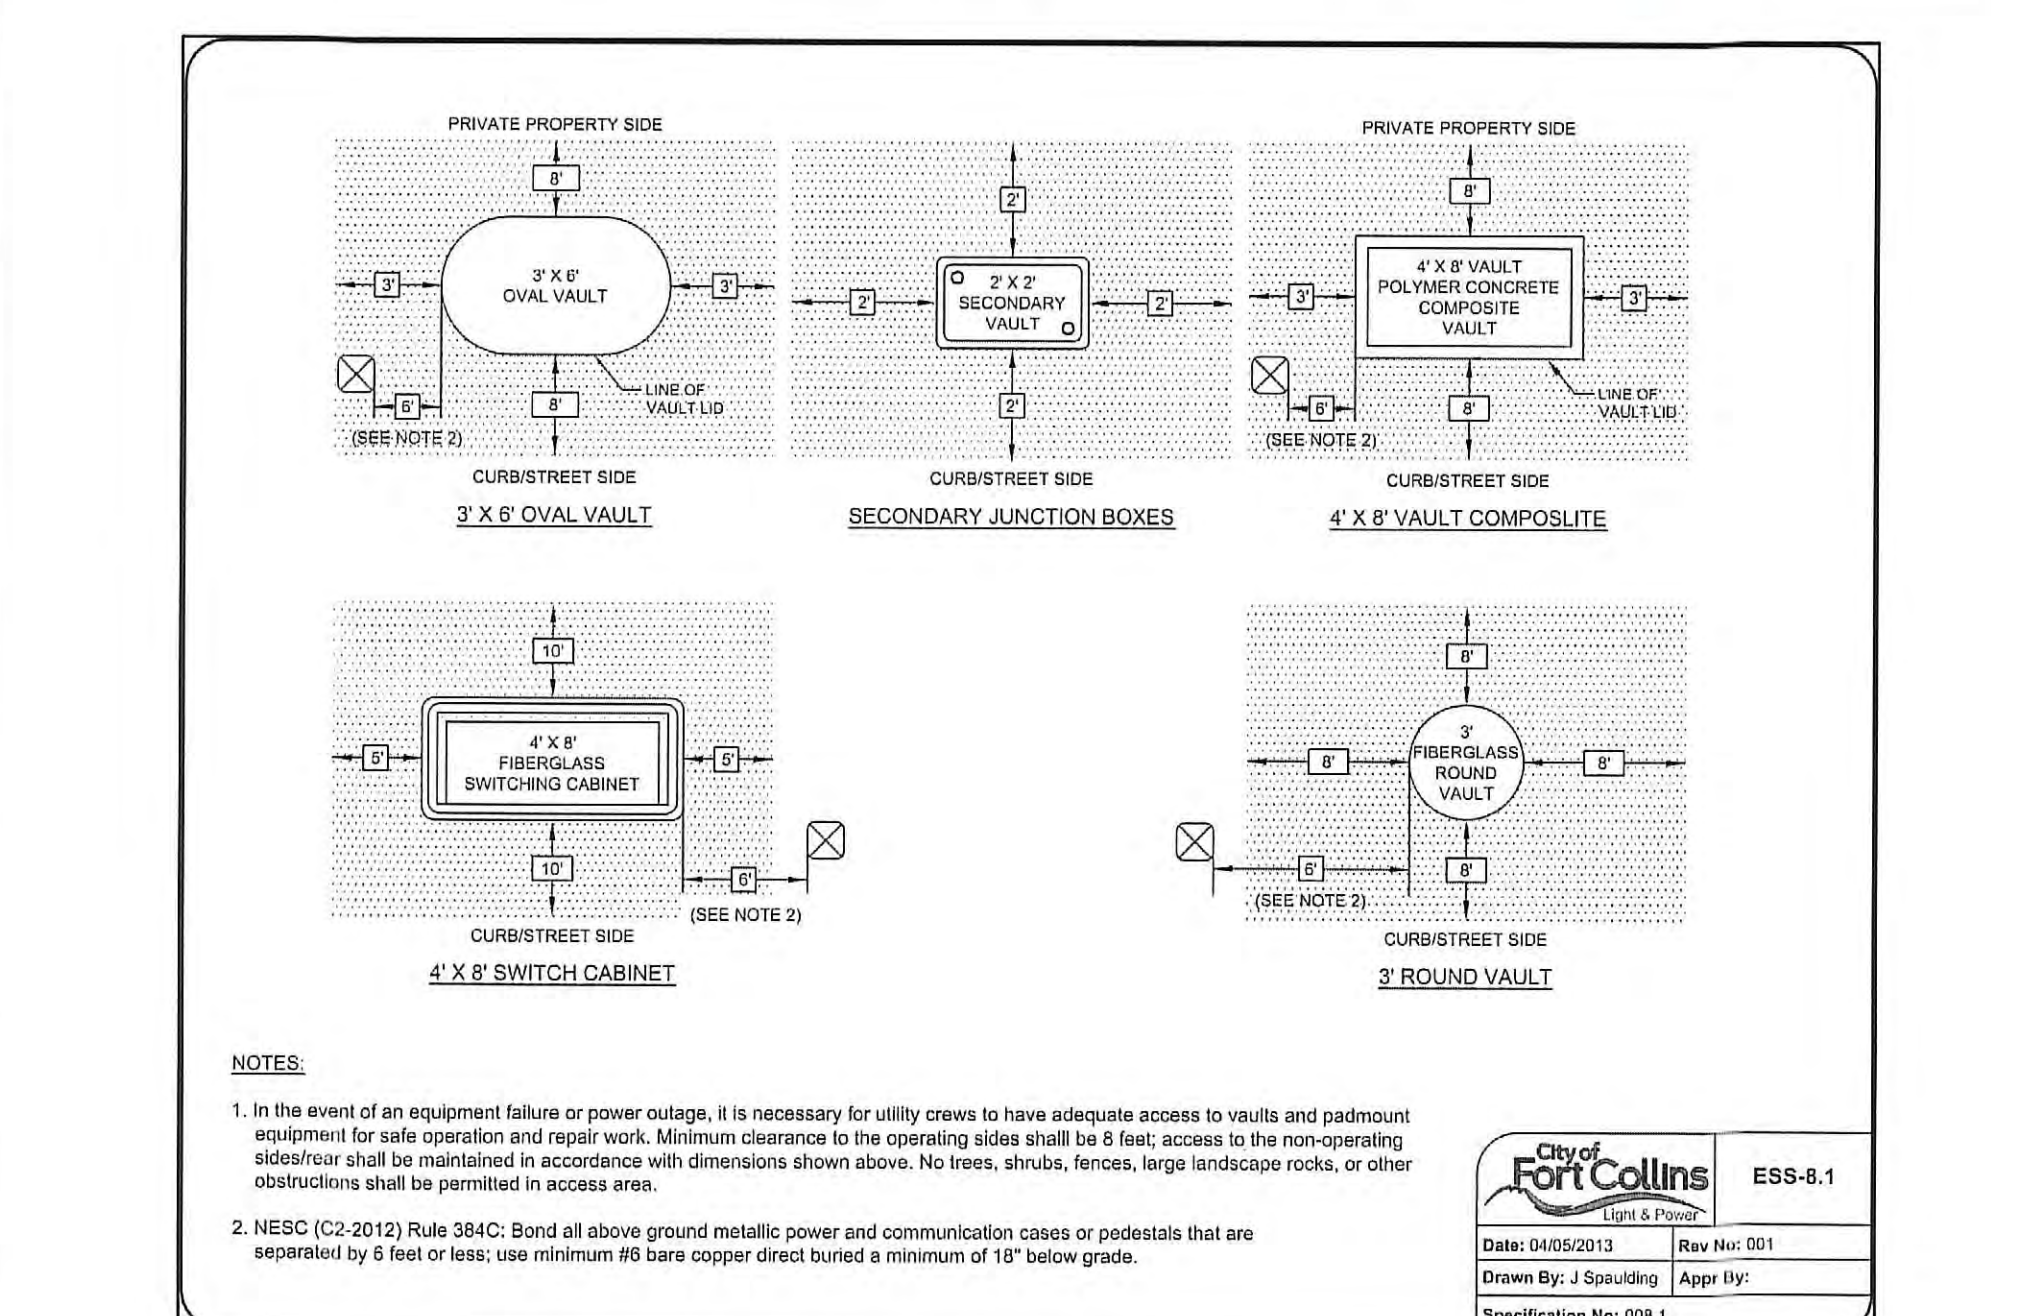 PRIVATE PROPERTY SIDE
8'
3' X 6'
OVAL VAULT
3'
3'
6'
(SEE NOTE 2)
8'
LINE OF
VAULT LID
CURB/STREET SIDE
3' X 6' OVAL VAULT
2'
2' X 2'
SECONDARY
VAULT
2'
2'
2'
CURB/STREET SIDE
SECONDARY JUNCTION BOXES
PRIVATE PROPERTY SIDE
8'
4' X 8' VAULT
POLYMER CONCRETE
COMPOSITE
VAULT
3'
3'
6'
(SEE NOTE 2)
8'
LINE OF
VAULT LID
CURB/STREET SIDE
4' X 8' VAULT COMPOSLITE
10'
4' X 8'
FIBERGLASS
SWITCHING CABINET
5'
5'
10'
6'
(SEE NOTE 2)
CURB/STREET SIDE
4' X 8' SWITCH CABINET
8'
3'
FIBERGLASS
ROUND
VAULT
8'
8'
6'
(SEE NOTE 2)
8'
CURB/STREET SIDE
3' ROUND VAULT
NOTES:
1. In the event of an equipment failure or power outage, it is necessary for utility crews to have adequate access to vaults and padmount
equipment for safe operation and repair work. Minimum clearance to the operating sides shalll be 8 feet; access to the non-operating
sides/rear shall be maintained in accordance with dimensions shown above. No trees, shrubs, fences, large landscape rocks, or other
obstructions shall be permitted in access area.
2. NESC (C2-2012) Rule 384C: Bond all above ground metallic power and communication cases or pedestals that are
separated by 6 feet or less; use minimum #6 bare copper direct buried a minimum of 18" below grade.
City of
Fort Collins
Light & Power
ESS-8.1
Date: 04/05/2013
Rev No: 001
Drawn By: J Spaulding
Appr By:
Specification No: